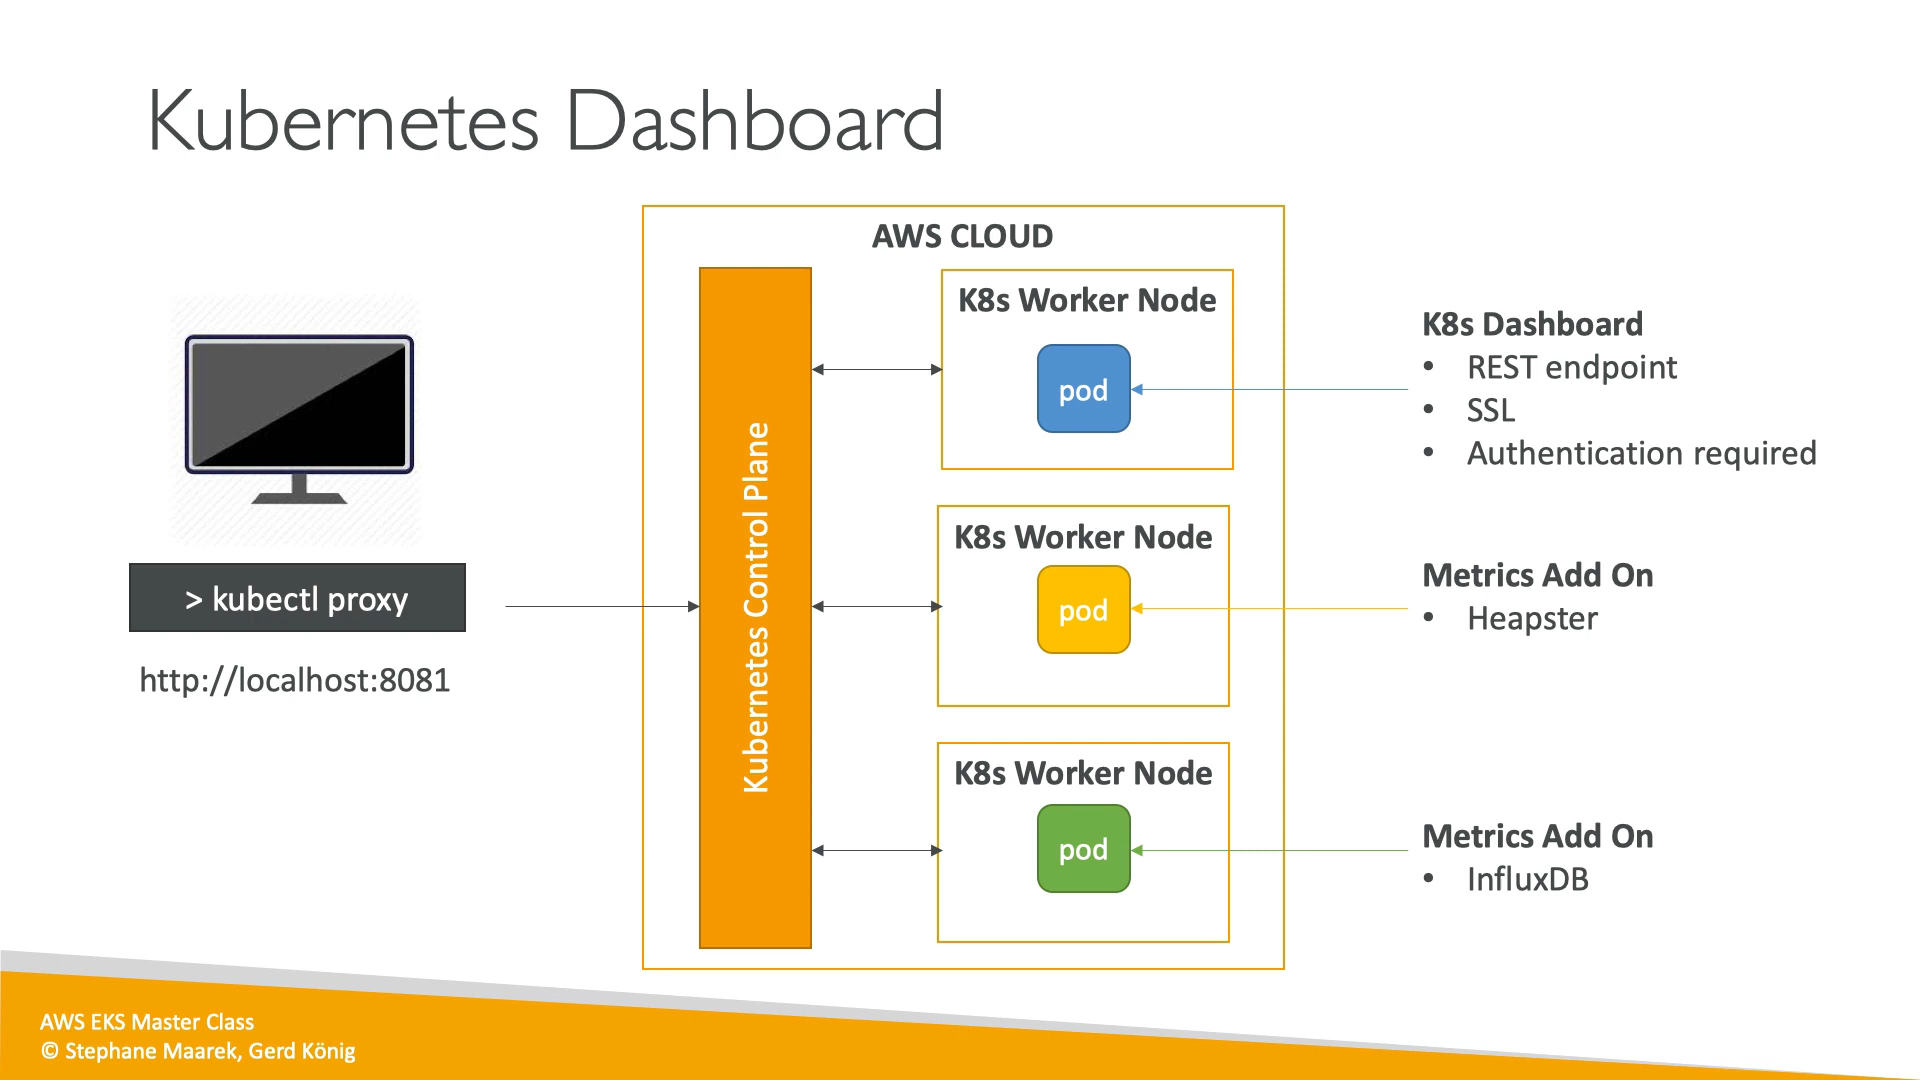 Kubernetes Dashboard
> kubectl proxy
http://localhost:8081
AWS CLOUD
Kubernetes Control Plane
K8s Worker Node
pod
K8s Worker Node
pod
K8s Worker Node
pod
K8s Dashboard
• REST endpoint
• SSL
• Authentication required
Metrics Add On
• Heapster
Metrics Add On
• InfluxDB
AWS EKS Master Class
© Stephane Maarek, Gerd König